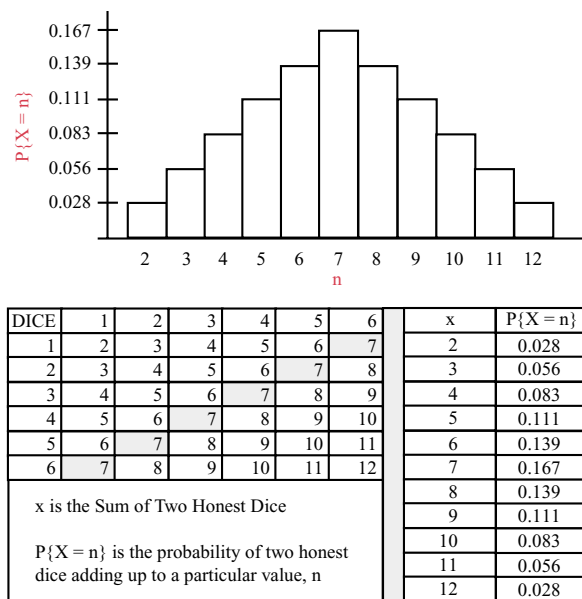 0.167
0.139
0.111
0.083
0.056
0.028
P{X = n}
2 3 4 5 6 7 8 9 10 11 12
n
DICE 1 2 3 4 5 6
1 2 3 4 5 6 7
2 3 4 5 6 7 8
3 4 5 6 7 8 9
4 5 6 7 8 9 10
5 6 7 8 9 10 11
6 7 8 9 10 11 12
x is the Sum of Two Honest Dice
P{X = n} is the probability of two honest
dice adding up to a particular value, n
x P{X = n}
2 0.028
3 0.056
4 0.083
5 0.111
6 0.139
7 0.167
8 0.139
9 0.111
10 0.083
11 0.056
12 0.028